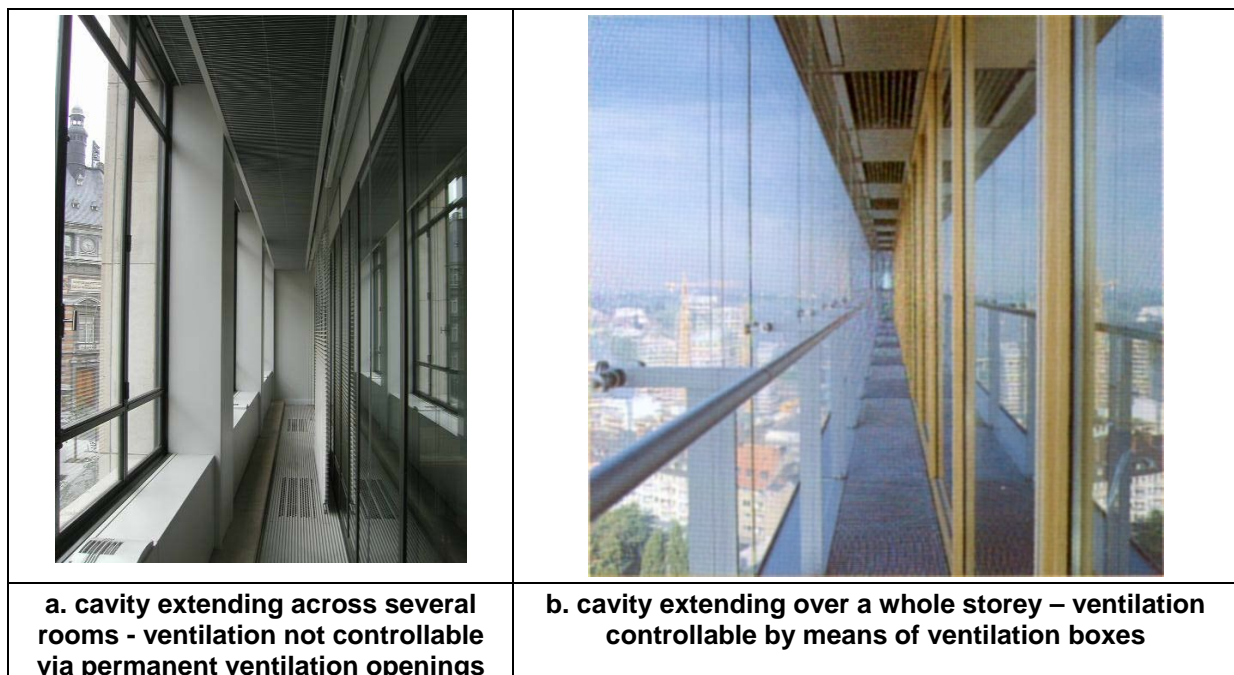 a. cavity extending across several
rooms - ventilation not controllable
via permanent ventilation openings
b. cavity extending over a whole storey – ventilation
controllable by means of ventilation boxes